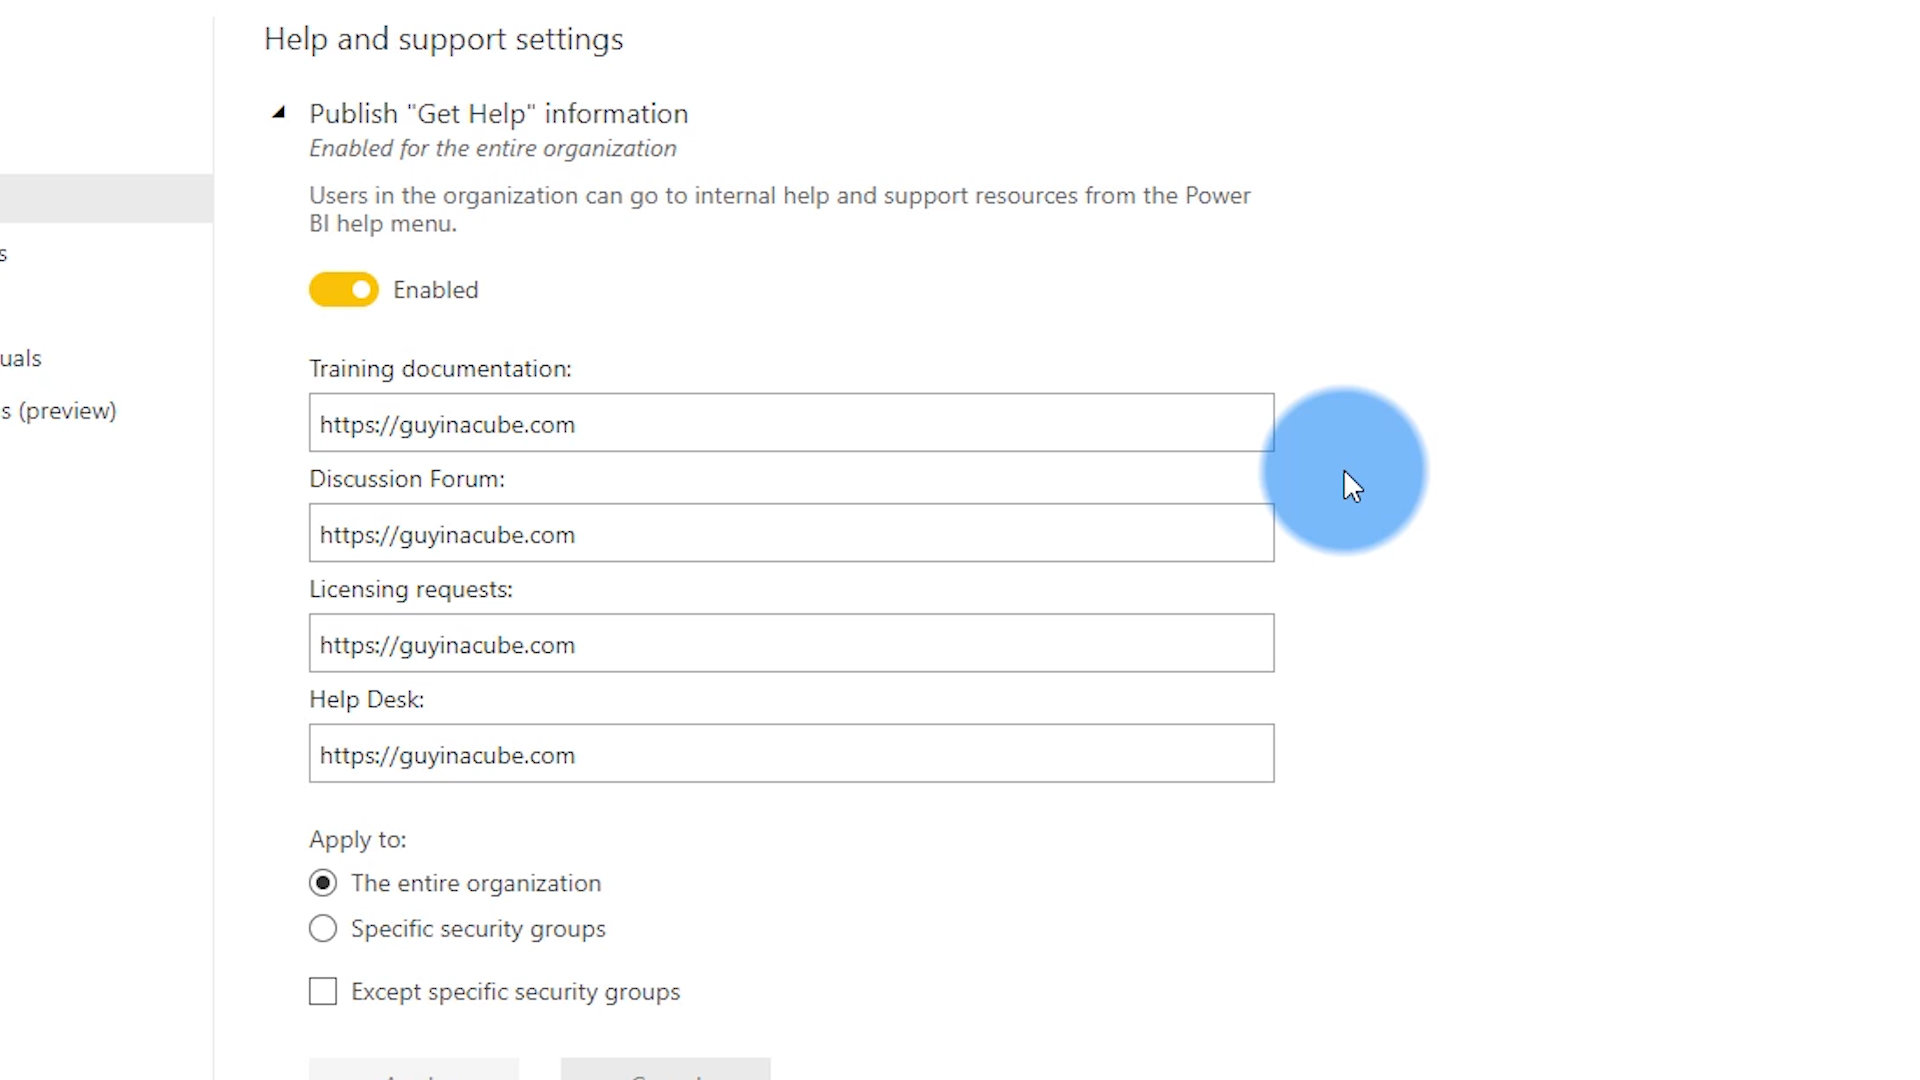 Help and support settings
Publish "Get Help" information
Enabled for the entire organization
Users in the organization can go to internal help and support resources from the Power
BI help menu.
s
Enabled
uals
Training documentation:
s (preview)
https://guyinacube.com
Discussion Forum:
https://guyinacube.com
Licensing requests:
https://guyinacube.com
Help Desk:
https://guyinacube.com
Apply to:
The entire organization
Specific security groups
Except specific security groups